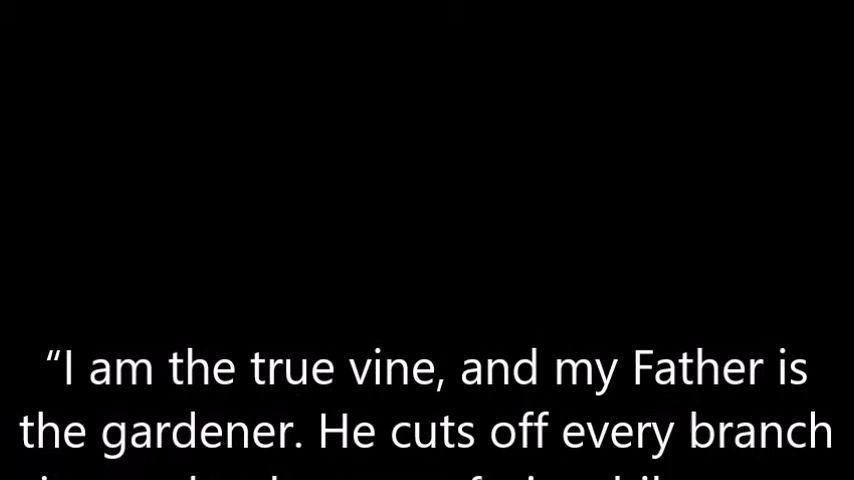 “I am the true vine, and my Father is
the gardener. He cuts off every branch